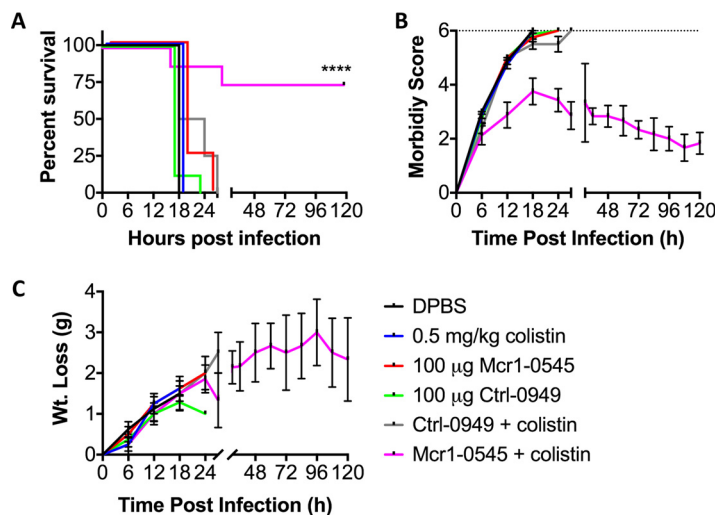 A
100
75
50
25
0
Percent survival
****
0 6 12 18 24 48 72 96 120
Hours post infection
B
6
4
2
0
Morbidiy Score
0 6 12 18 24 48 72 96 120
Time Post Infection (h)
C
4
3
2
1
0
Wt. Loss (g)
0 6 12 18 24 48 72 96 120
Time Post Infection (h)
DPBS
0.5 mg/kg colistin
100 μg Mcr1-0545
100 μg Ctrl-0949
Ctrl-0949 + colistin
Mcr1-0545 + colistin